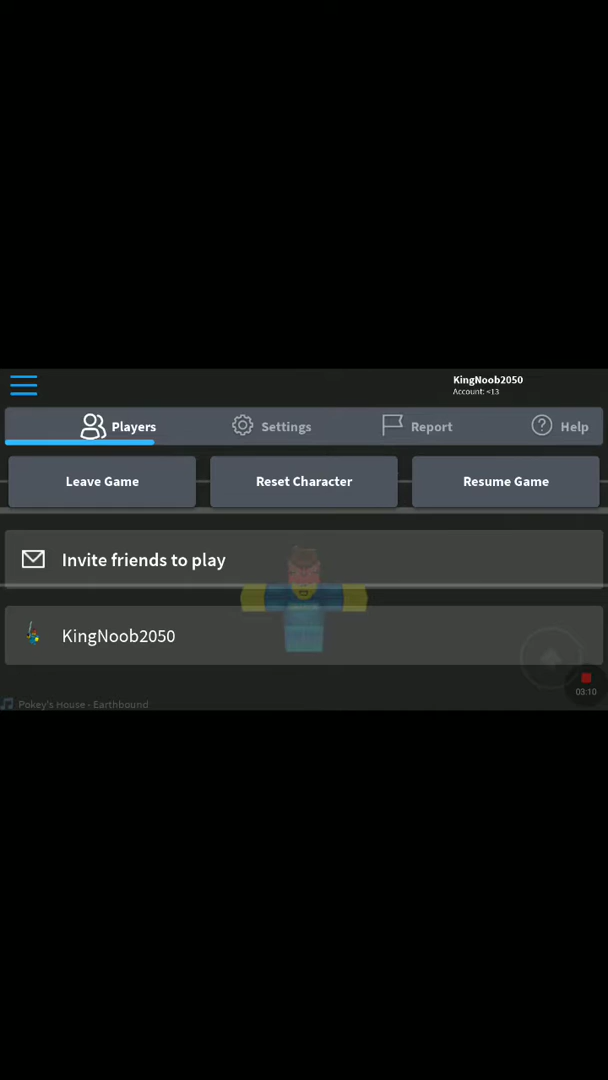 KingNoob2050
Account: <13
Players
Settings
Report
Help
Leave Game
Reset Character
Resume Game
Invite friends to play
KingNoob2050
03:10
Pokey's House - Earthbound